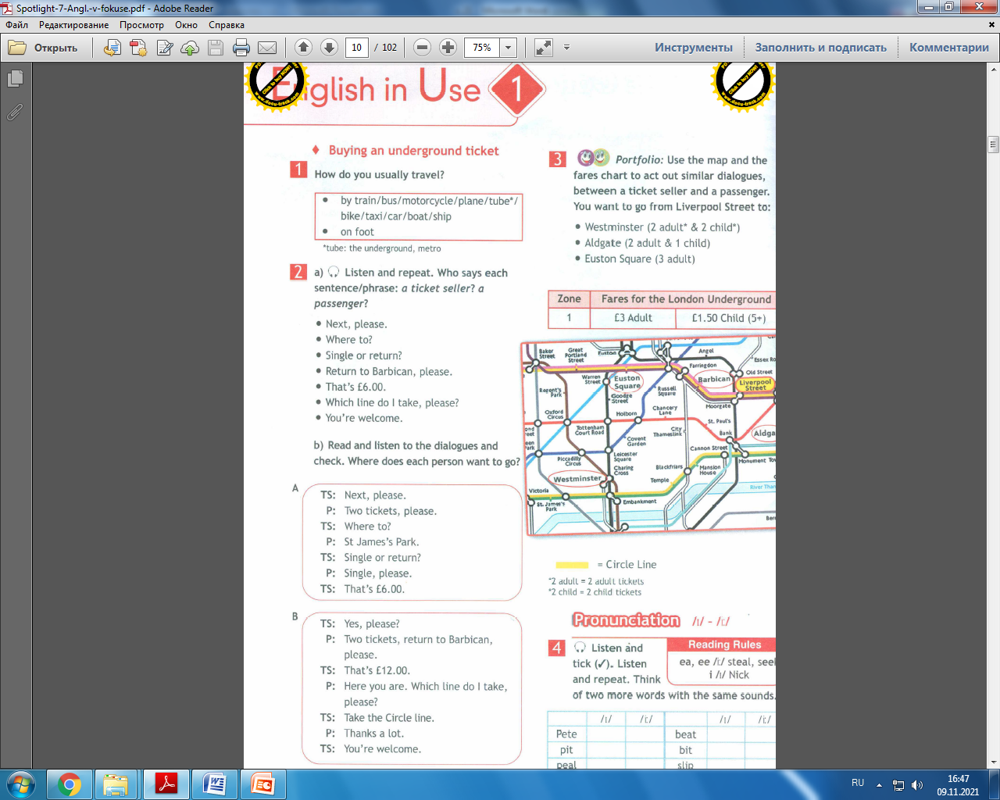 Spotlight-7-Angl.-v-fokuse.pdf - Adobe Reader
Файл Редактирование Просмотр Окно Справка
Открыть
10 / 102
75%
Инструменты Заполнить и подписать Комментарии
English in Use 1
Click to buy NOW!
www.docu-track.com
Click to buy NOW!
www.docu-track.com
♦ Buying an underground ticket
1 How do you usually travel?
• by train/bus/motorcycle/plane/tube*/
bike/taxi/car/boat/ship
• on foot
*tube: the underground, metro
2 a) Listen and repeat. Who says each
sentence/phrase: a ticket seller? a
passenger?
• Next, please.
• Where to?
• Single or return?
• Return to Barbican, please.
• That's £6.00.
• Which line do I take, please?
• You're welcome.
b) Read and listen to the dialogues and
check. Where does each person want to go?
A
TS: Next, please.
P: Two tickets, please.
TS: Where to?
P: St James's Park.
TS: Single or return?
P: Single, please.
TS: That's £6.00.
B
TS: Yes, please?
P: Two tickets, return to Barbican,
please.
TS: That's £12.00.
P: Here you are. Which line do I take,
please?
TS: Take the Circle line.
P: Thanks a lot.
TS: You're welcome.
3 Portfolio: Use the map and the
fares chart to act out similar dialogues,
between a ticket seller and a passenger.
You want to go from Liverpool Street to:
• Westminster (2 adult* & 2 child*)
• Aldgate (2 adult & 1 child)
• Euston Square (3 adult)
Zone Fares for the London Underground
1 £3 Adult £1.50 Child (5+)
Baker
Street
Great
Portland
Street
Euston
Angel
Essex Ro
Farringdon
Old Street
Warren
Street
Euston
Square
Barbican
Liverpool
Street
Regent's
Park
Russell
Square
Goodge
Street
Moorgate
Oxford
Circus
Holborn
Chancery
Lane
St. Paul's
Tottenham
Court Road
City
Thameslink
Bank
Aldga
Covent
Garden
Cannon Street
Piccadilly
Circus
Leicester
Square
Monument
Charing
Cross
Blackfriars
Mansion
House
Westminster
Temple
Victoria
River Tham
St. James's
Park
Embankment
Ber
= Circle Line
*2 adult = 2 adult tickets
*2 child = 2 child tickets
Pronunciation /ɪ/ - /iː/
4 Listen and
tick (✓). Listen
and repeat. Think
of two more words with the same sounds.
Reading Rules
ea, ee /iː/ steal, seek
i /ɪ/ Nick
/ɪ/ /iː/ /ɪ/ /iː/
Pete beat
pit bit
peal slip
RU
16:47
09.11.2021